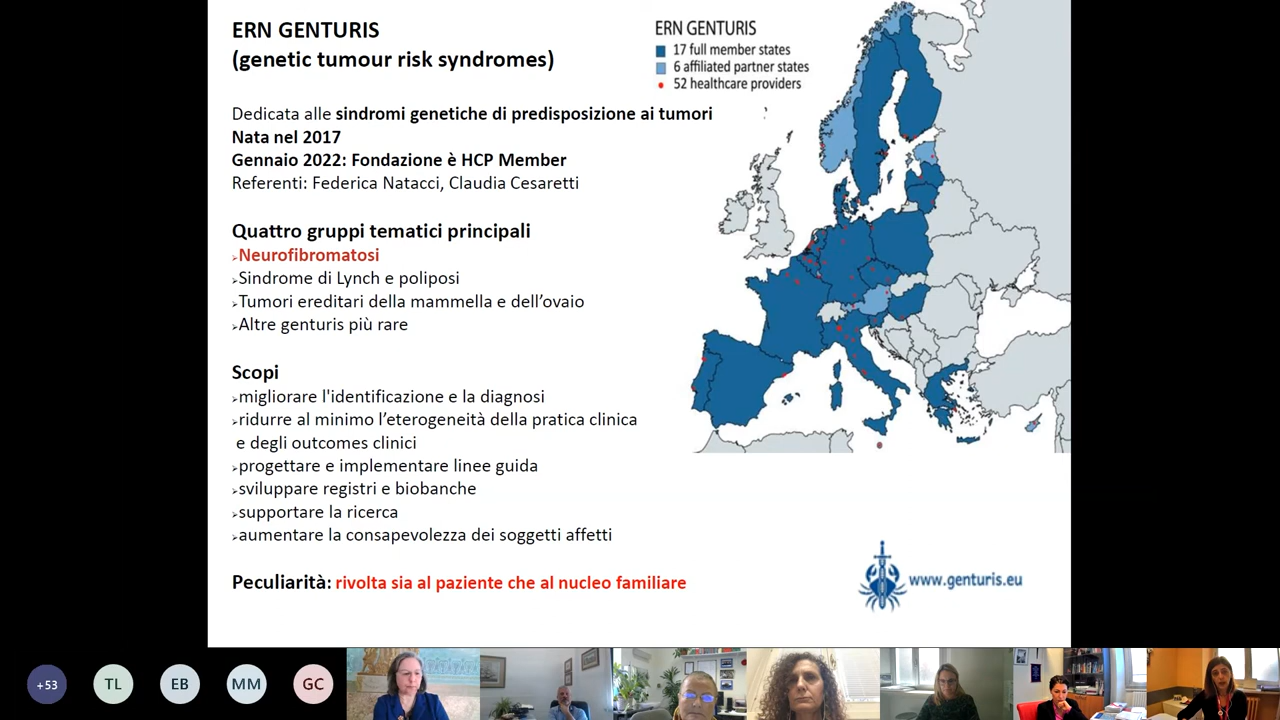 ERN GENTURIS
(genetic tumour risk syndromes)
Dedicata alle sindromi genetiche di predisposizione ai tumori
Nata nel 2017
Gennaio 2022: Fondazione è HCP Member
Referenti: Federica Natacci, Claudia Cesaretti
Quattro gruppi tematici principali
Neurofibromatosi
Sindrome di Lynch e poliposi
Tumori ereditari della mammella e dell’ovaio
Altre genturis più rare
Scopi
migliorare l'identificazione e la diagnosi
ridurre al minimo l’eterogeneità della pratica clinica
e degli outcomes clinici
progettare e implementare linee guida
sviluppare registri e biobanche
supportare la ricerca
aumentare la consapevolezza dei soggetti affetti
Peculiarità: rivolta sia al paziente che al nucleo familiare
ERN GENTURIS
17 full member states
6 affiliated partner states
52 healthcare providers
www.genturis.eu
+53
TL
EB
MM
GC